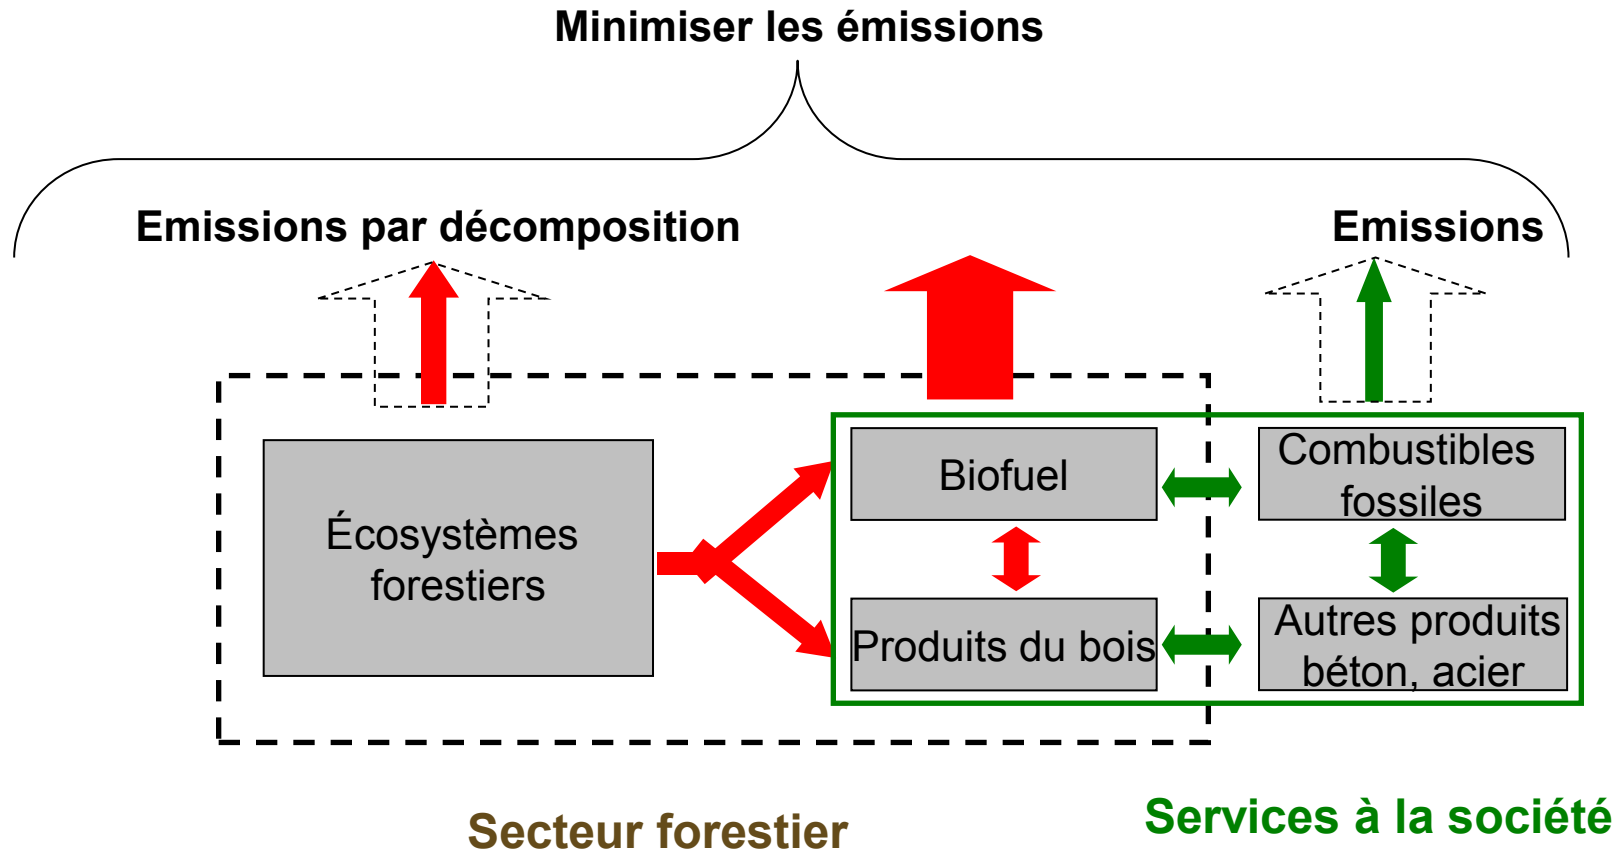 Minimiser les émissions
Emissions par décomposition
Emissions
Écosystèmes
forestiers
Biofuel
Combustibles
fossiles
Produits du bois
Autres produits
béton, acier
Secteur forestier
Services à la société